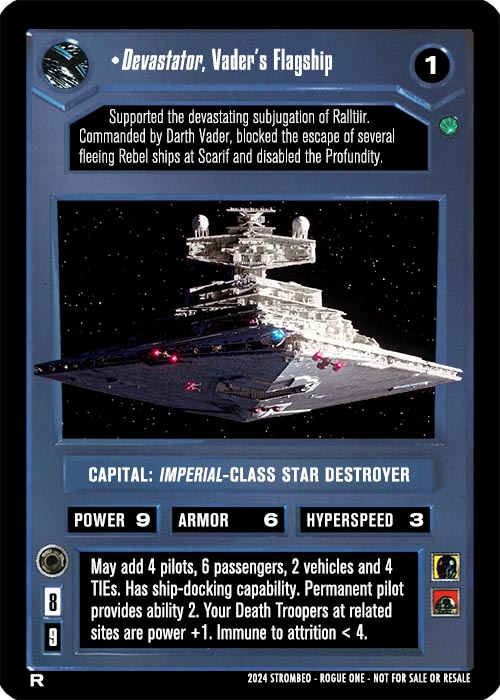 •Devastator, Vader's Flagship
1
Supported the devastating subjugation of Ralltiir.
Commanded by Darth Vader, blocked the escape of several
fleeing Rebel ships at Scarif and disabled the Profundity.
CAPITAL: IMPERIAL-CLASS STAR DESTROYER
POWER 9
ARMOR 6
HYPERSPEED 3
May add 4 pilots, 6 passengers, 2 vehicles and 4
TIEs. Has ship-docking capability. Permanent pilot
provides ability 2. Your Death Troopers at related
sites are power +1. Immune to attrition < 4.
8
9
R
2024 STROMBEO - ROGUE ONE - NOT FOR SALE OR RESALE